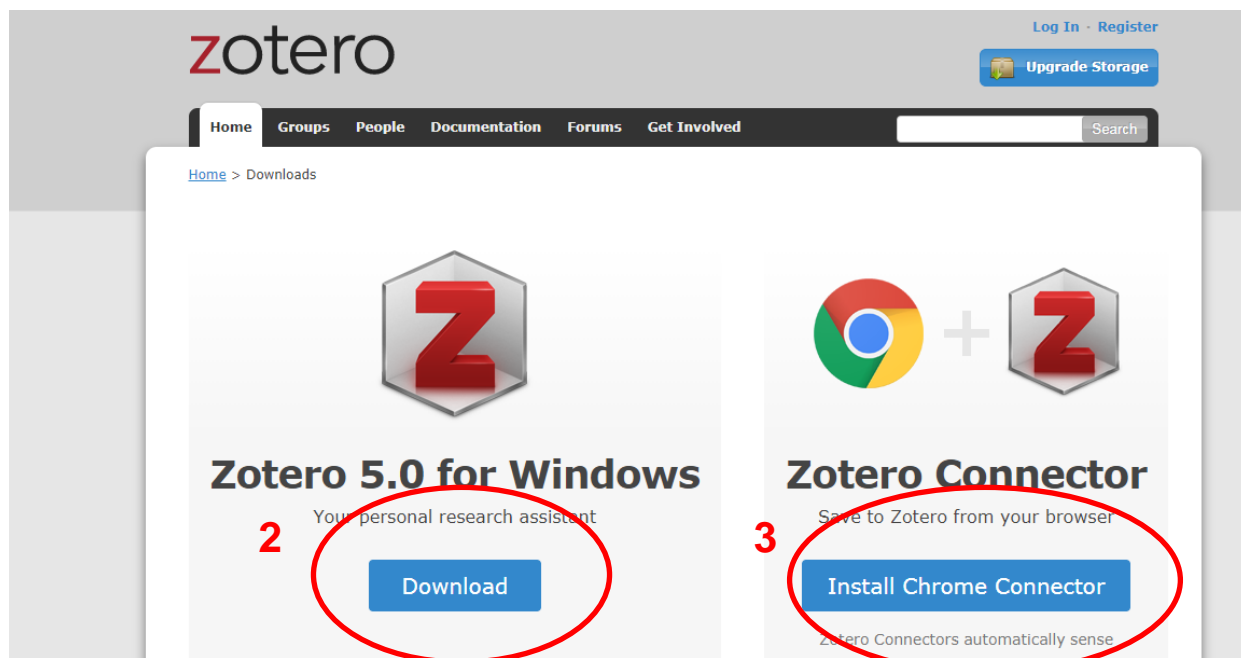 zotero
Log In · Register
Upgrade Storage
Home Groups People Documentation Forums Get Involved
Search
Home > Downloads
Z
Z
Zotero 5.0 for Windows
Your personal research assistant
2
Download
Zotero Connector
Save to Zotero from your browser
3
Install Chrome Connector
Zotero Connectors automatically sense